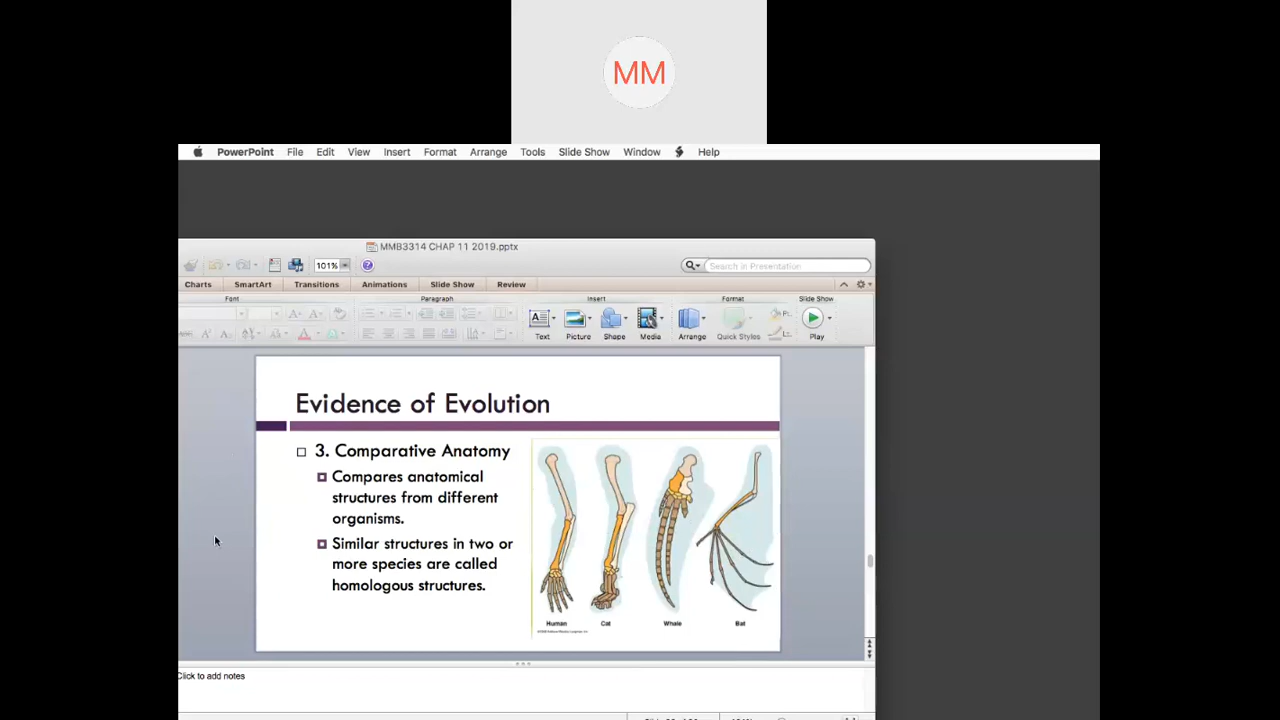 MM
PowerPoint File Edit View Insert Format Arrange Tools Slide Show Window Help
MMB3314 CHAP 11 2019.pptx
101% Search in Presentation
Charts SmartArt Transitions Animations Slide Show Review
Font Paragraph Insert Format Slide Show
Text Picture Shape Media Arrange Quick Styles Play
Evidence of Evolution
3. Comparative Anatomy
Compares anatomical
structures from different
organisms.
Similar structures in two or
more species are called
homologous structures.
Human Cat Whale Bat
Click to add notes